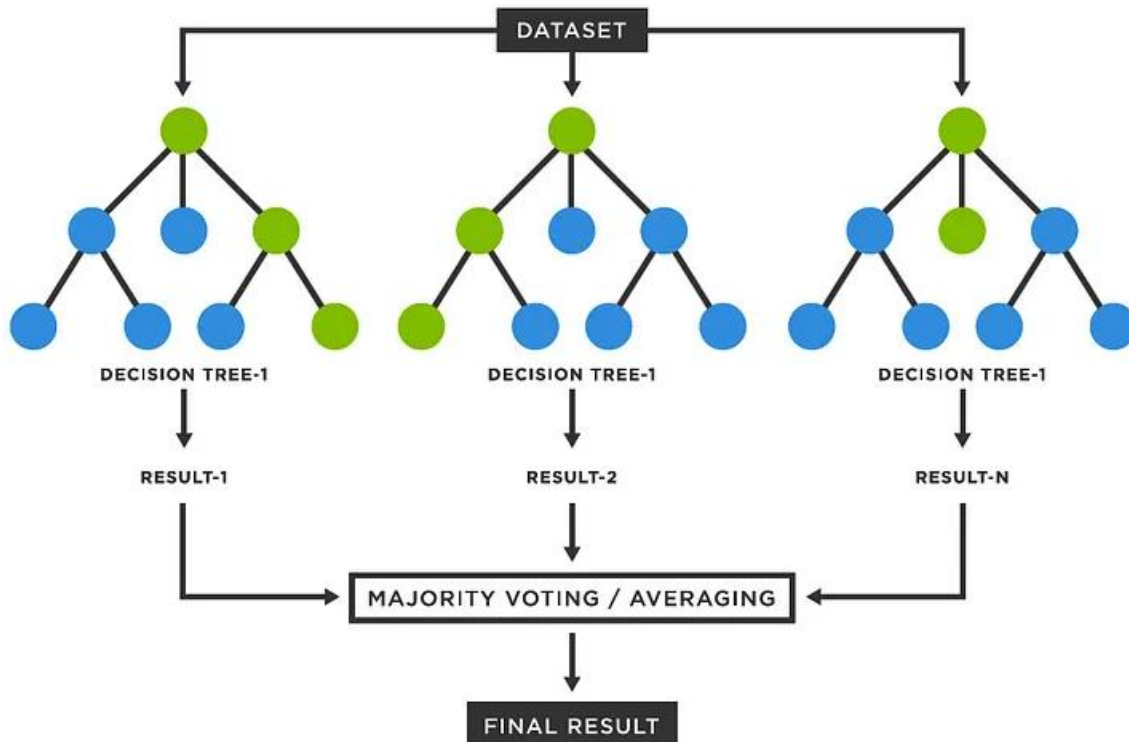 DATASET
DECISION TREE-1
DECISION TREE-1
DECISION TREE-1
RESULT-1
RESULT-2
RESULT-N
MAJORITY VOTING / AVERAGING
FINAL RESULT